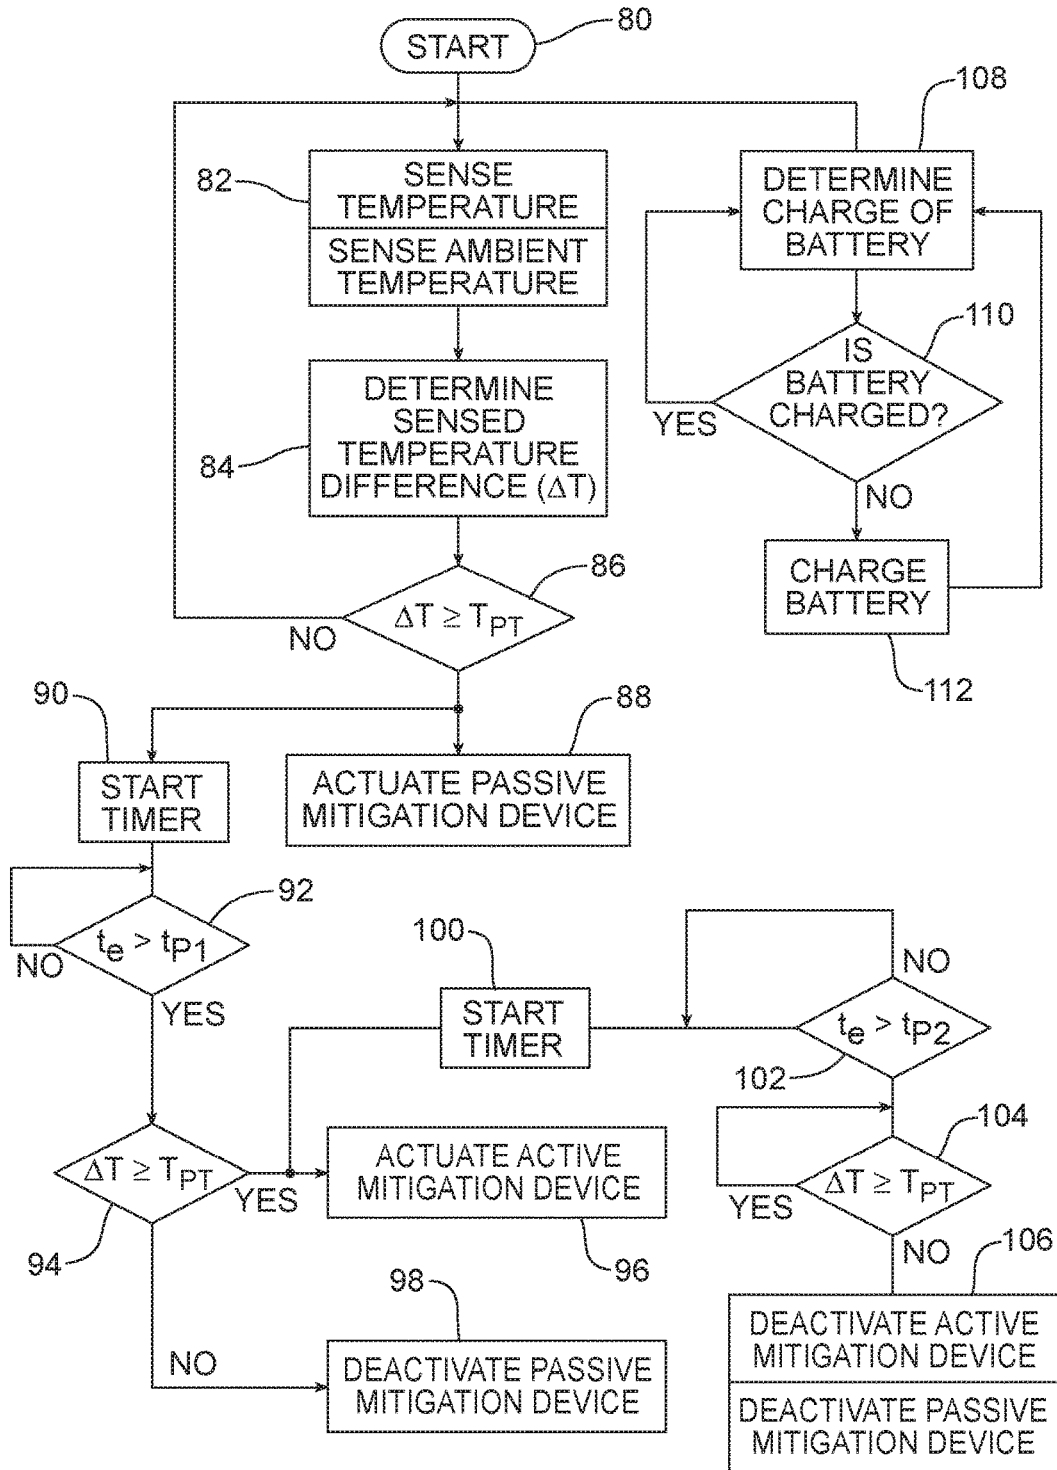 START
80
108
82
SENSE
TEMPERATURE
SENSE AMBIENT
TEMPERATURE
DETERMINE
CHARGE OF
BATTERY
110
IS
BATTERY
CHARGED?
YES
NO
84
DETERMINE
SENSED
TEMPERATURE
DIFFERENCE (ΔT)
CHARGE
BATTERY
112
86
ΔT ≥ TPT
NO
90
88
START
TIMER
ACTUATE PASSIVE
MITIGATION DEVICE
92
te > tP1
NO
YES
100
START
TIMER
NO
te > tP2
102
104
ΔT ≥ TPT
YES
NO
94
ΔT ≥ TPT
YES
ACTUATE ACTIVE
MITIGATION DEVICE
96
106
98
NO
DEACTIVATE PASSIVE
MITIGATION DEVICE
DEACTIVATE ACTIVE
MITIGATION DEVICE
DEACTIVATE PASSIVE
MITIGATION DEVICE